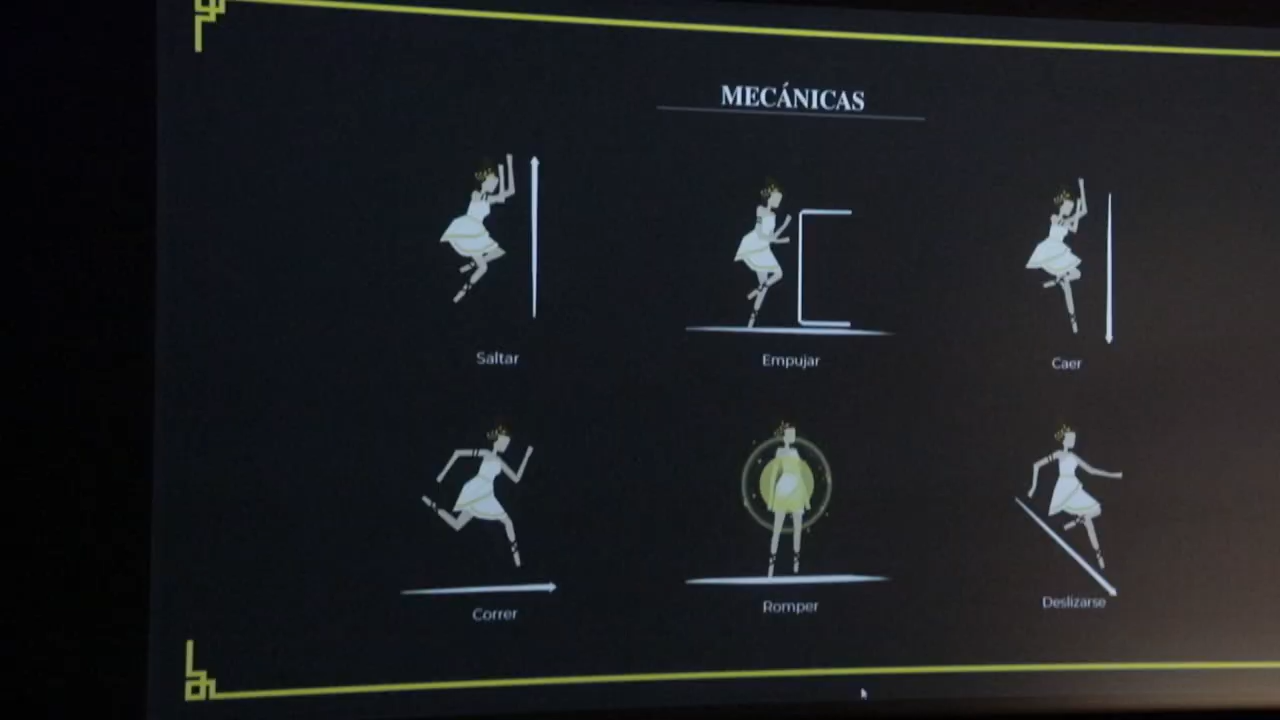 MECÁNICAS
Saltar
Empujar
Caer
Correr
Romper
Deslizarse